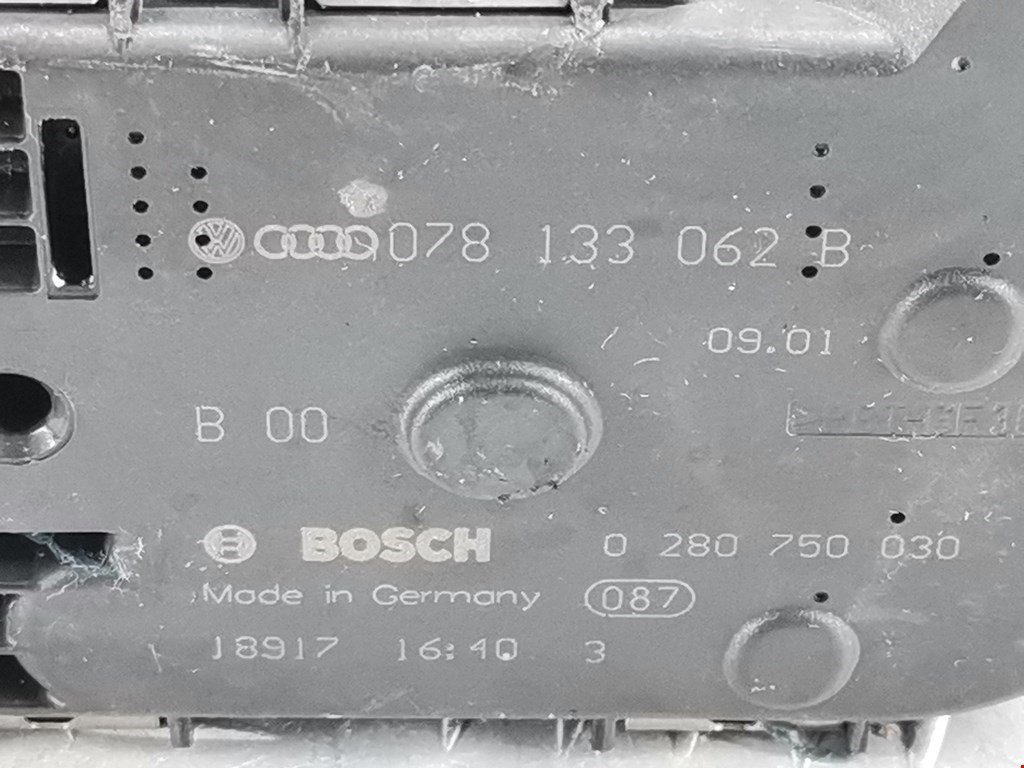 078 133 062 B
09.01
B 00
BOSCH 0 280 750 030
Made in Germany 087
18917 16:40 3